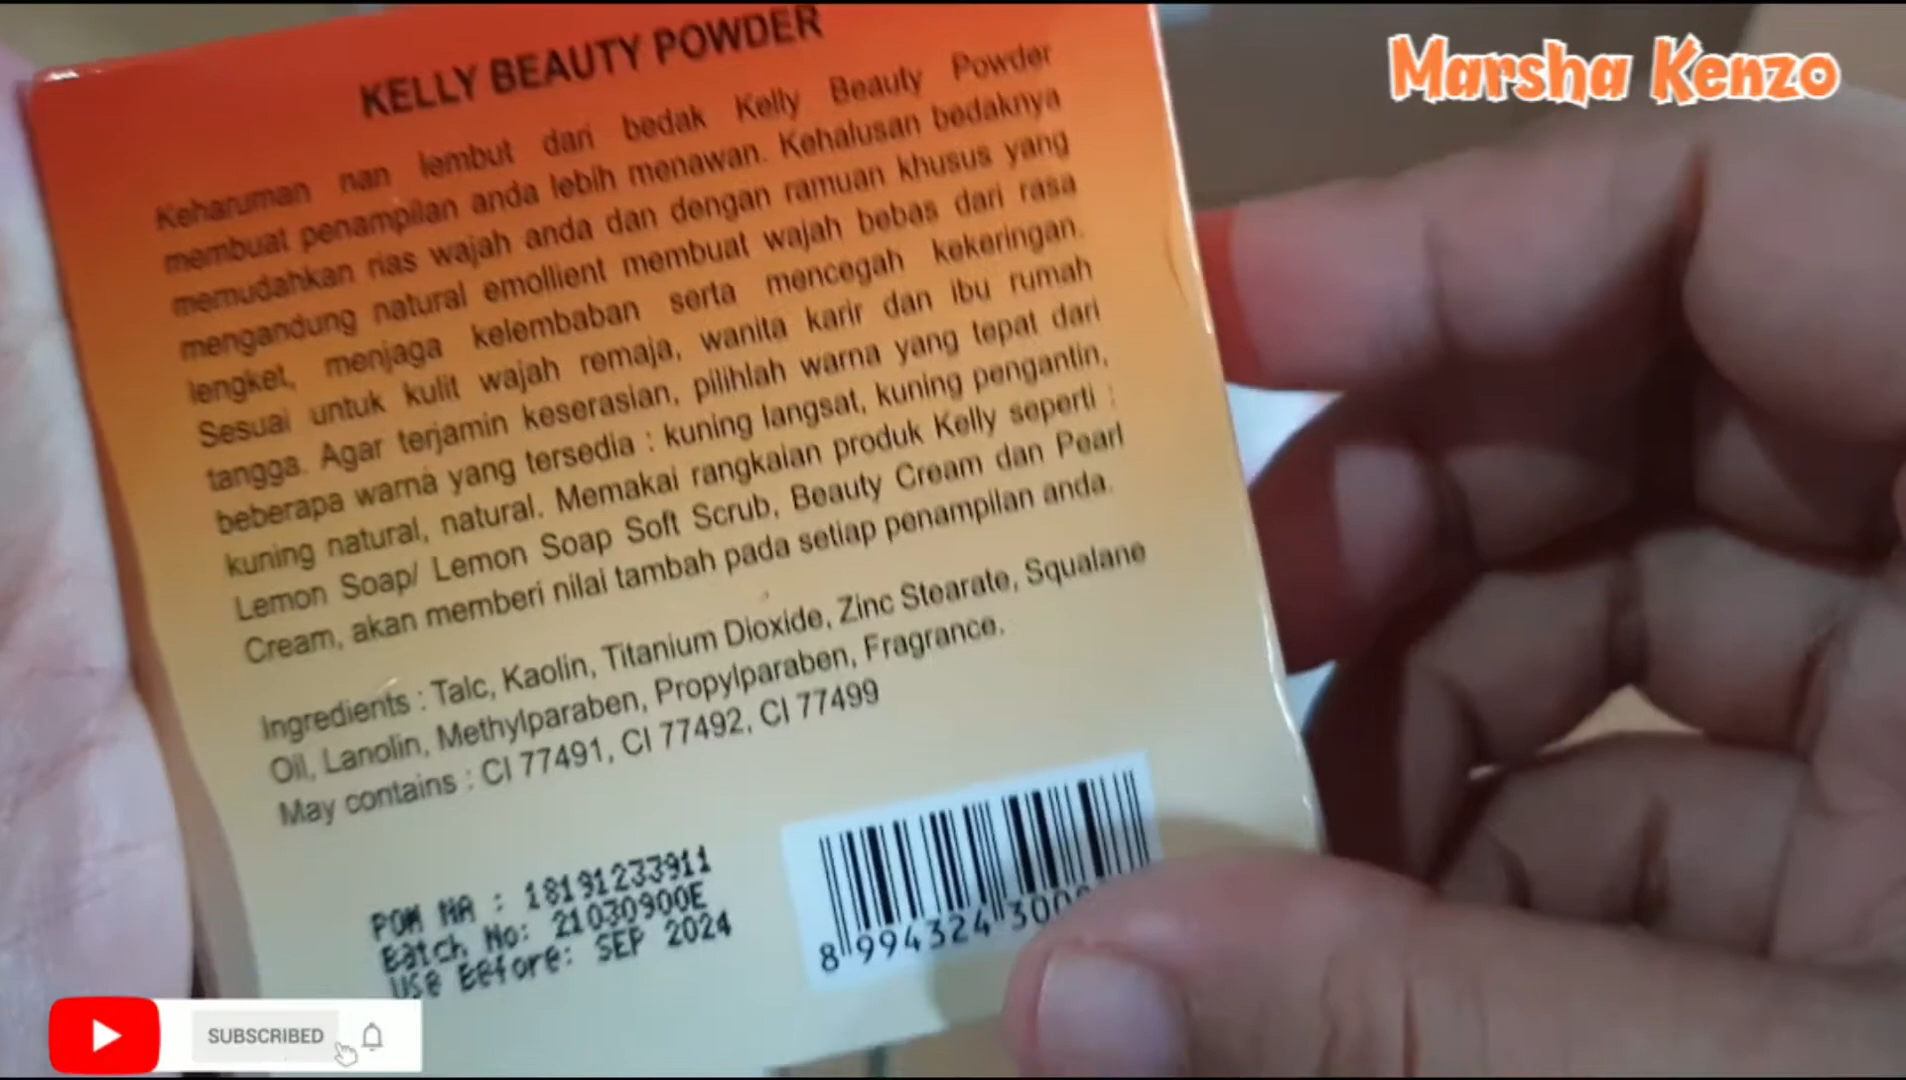 Marsha Kenzo
KELLY BEAUTY POWDER
Keharuman nan lembut dari bedak Kelly Beauty Powder
membuat penampilan anda lebih menawan. Kehalusan bedaknya
memudahkan rias wajah anda dan dengan ramuan khusus yang
mengandung natural emollient membuat wajah bebas dari rasa
lengket, menjaga kelembaban serta mencegah kekeringan.
Sesuai untuk kulit wajah remaja, wanita karir dan ibu rumah
tangga. Agar terjamin keserasian, pilihlah warna yang tepat dari
beberapa warna yang tersedia : kuning langsat, kuning pengantin,
kuning natural, natural. Memakai rangkaian produk Kelly seperti :
Lemon Soap/ Lemon Soap Soft Scrub, Beauty Cream dan Pearl
Cream, akan memberi nilai tambah pada setiap penampilan anda.
Ingredients : Talc, Kaolin, Titanium Dioxide, Zinc Stearate, Squalane
Oil, Lanolin, Methylparaben, Propylparaben, Fragrance.
May contains : CI 77491, CI 77492, CI 77499
POM NA : 18191233911
Batch No: 21030900E
Use Before: SEP 2024
8 994324 300
SUBSCRIBED